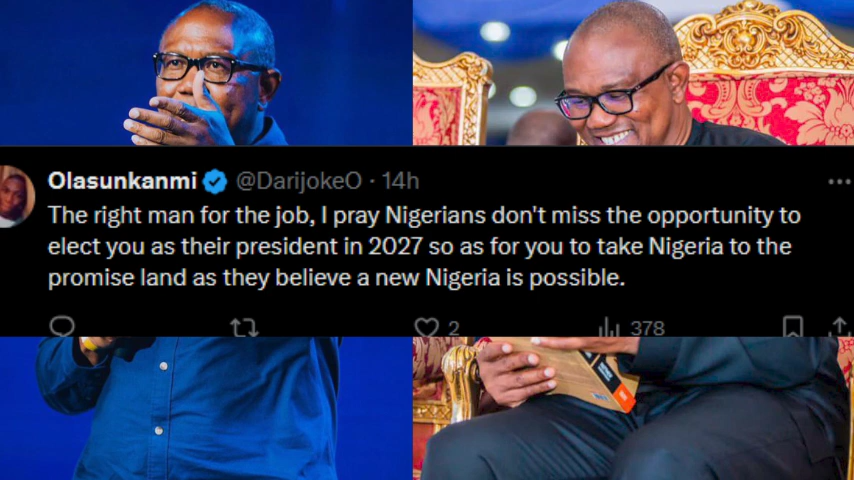 Olasunkanmi @DarijokeO · 14h
The right man for the job, I pray Nigerians don't miss the opportunity to
elect you as their president in 2027 so as for you to take Nigeria to the
promise land as they believe a new Nigeria is possible.
2 378